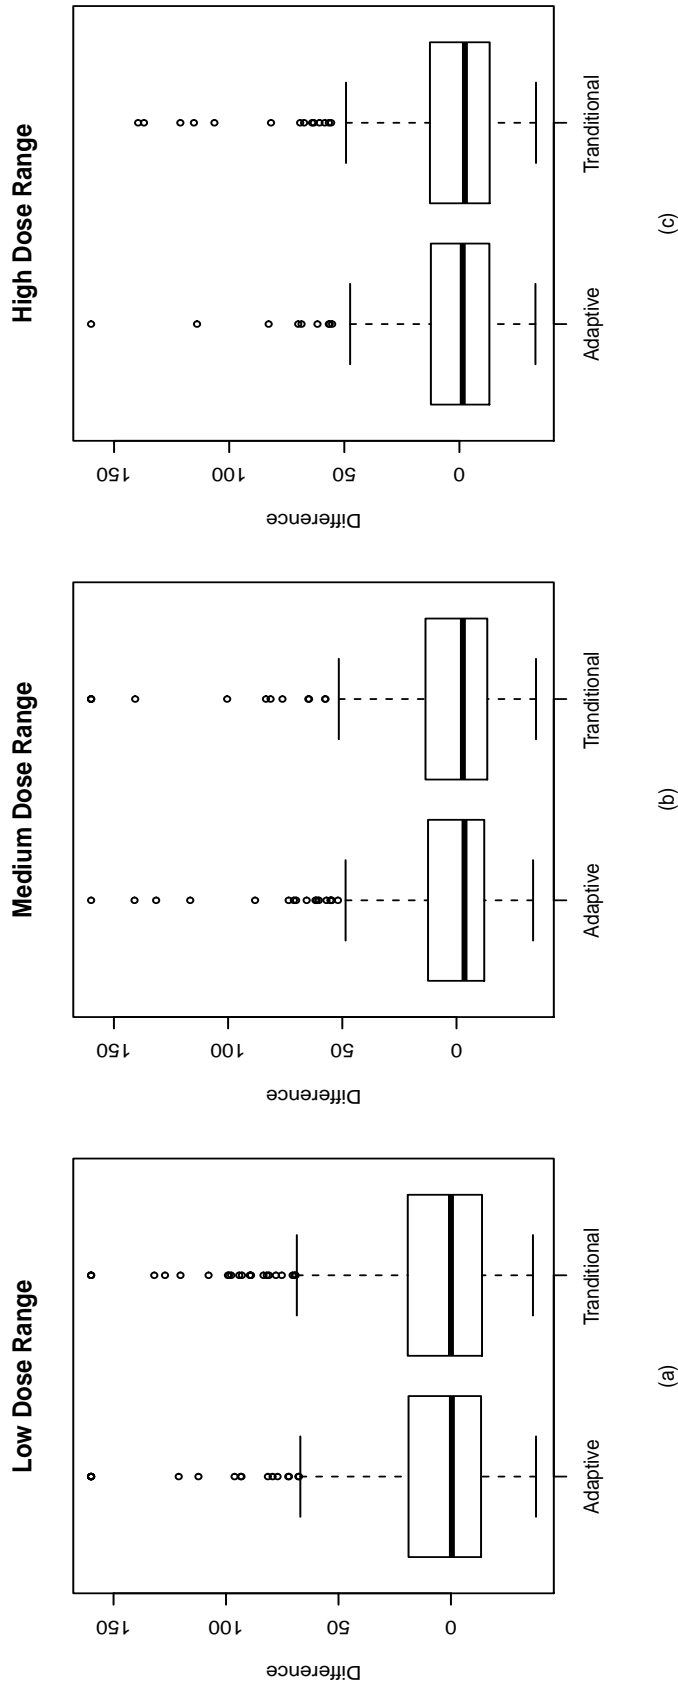 Low Dose Range
Difference
150
100
50
0
Adaptive
Tranditional
(a)
Medium Dose Range
Difference
150
100
50
0
Adaptive
Tranditional
(b)
High Dose Range
Difference
150
100
50
0
Adaptive
Tranditional
(c)